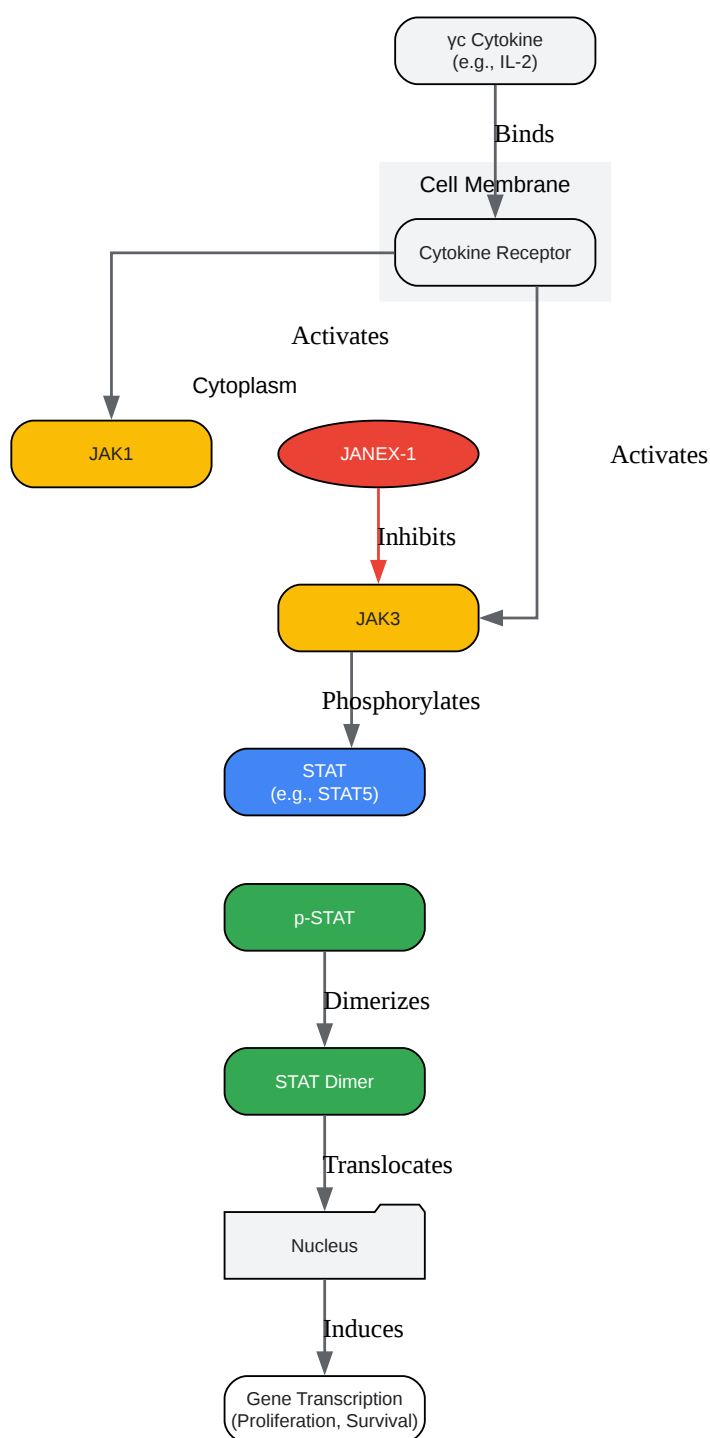 γc Cytokine
(e.g., IL-2)
Binds
Cell Membrane
Cytokine Receptor
Activates
Cytoplasm
JAK1
JANEX-1
Activates
Inhibits
JAK3
Phosphorylates
STAT
(e.g., STAT5)
p-STAT
Dimerizes
STAT Dimer
Translocates
Nucleus
Induces
Gene Transcription
(Proliferation, Survival)